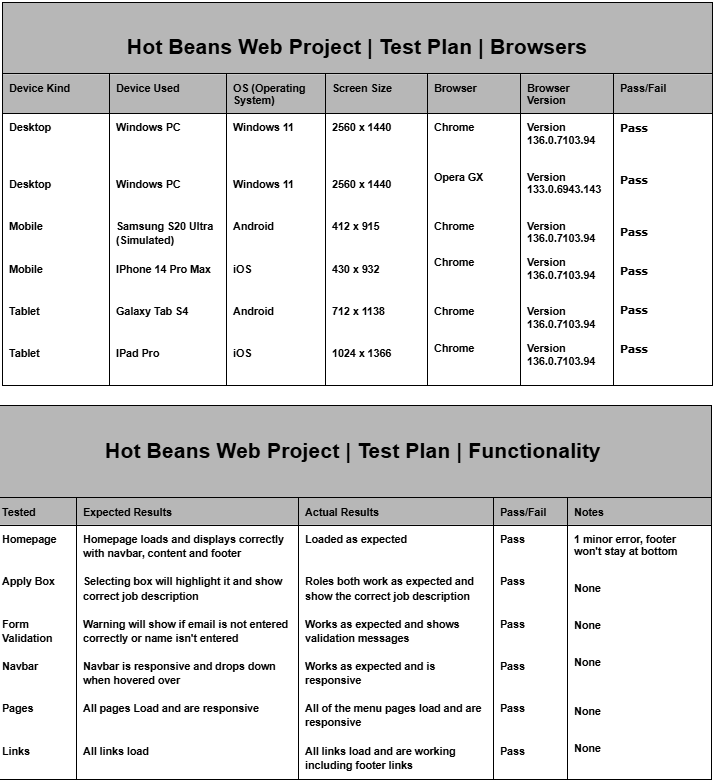 Hot Beans Web Project | Test Plan | Browsers
Device Kind Device Used OS (Operating System) Screen Size Browser Browser Version Pass/Fail
Desktop Windows PC Windows 11 2560 x 1440 Chrome Version 136.0.7103.94 Pass
Desktop Windows PC Windows 11 2560 x 1440 Opera GX Version 133.0.6943.143 Pass
Mobile Samsung S20 Ultra (Simulated) Android 412 x 915 Chrome Version 136.0.7103.94 Pass
Mobile IPhone 14 Pro Max iOS 430 x 932 Chrome Version 136.0.7103.94 Pass
Tablet Galaxy Tab S4 Android 712 x 1138 Chrome Version 136.0.7103.94 Pass
Tablet IPad Pro iOS 1024 x 1366 Chrome Version 136.0.7103.94 Pass
Hot Beans Web Project | Test Plan | Functionality
Tested Expected Results Actual Results Pass/Fail Notes
Homepage Homepage loads and displays correctly with navbar, content and footer Loaded as expected Pass 1 minor error, footer won't stay at bottom
Apply Box Selecting box will highlight it and show correct job description Roles both work as expected and show the correct job description Pass None
Form Validation Warning will show if email is not entered correctly or name isn't entered Works as expected and shows validation messages Pass None
Navbar Navbar is responsive and drops down when hovered over Works as expected and is responsive Pass None
Pages All pages Load and are responsive All of the menu pages load and are responsive Pass None
Links All links load All links load and are working including footer links Pass None